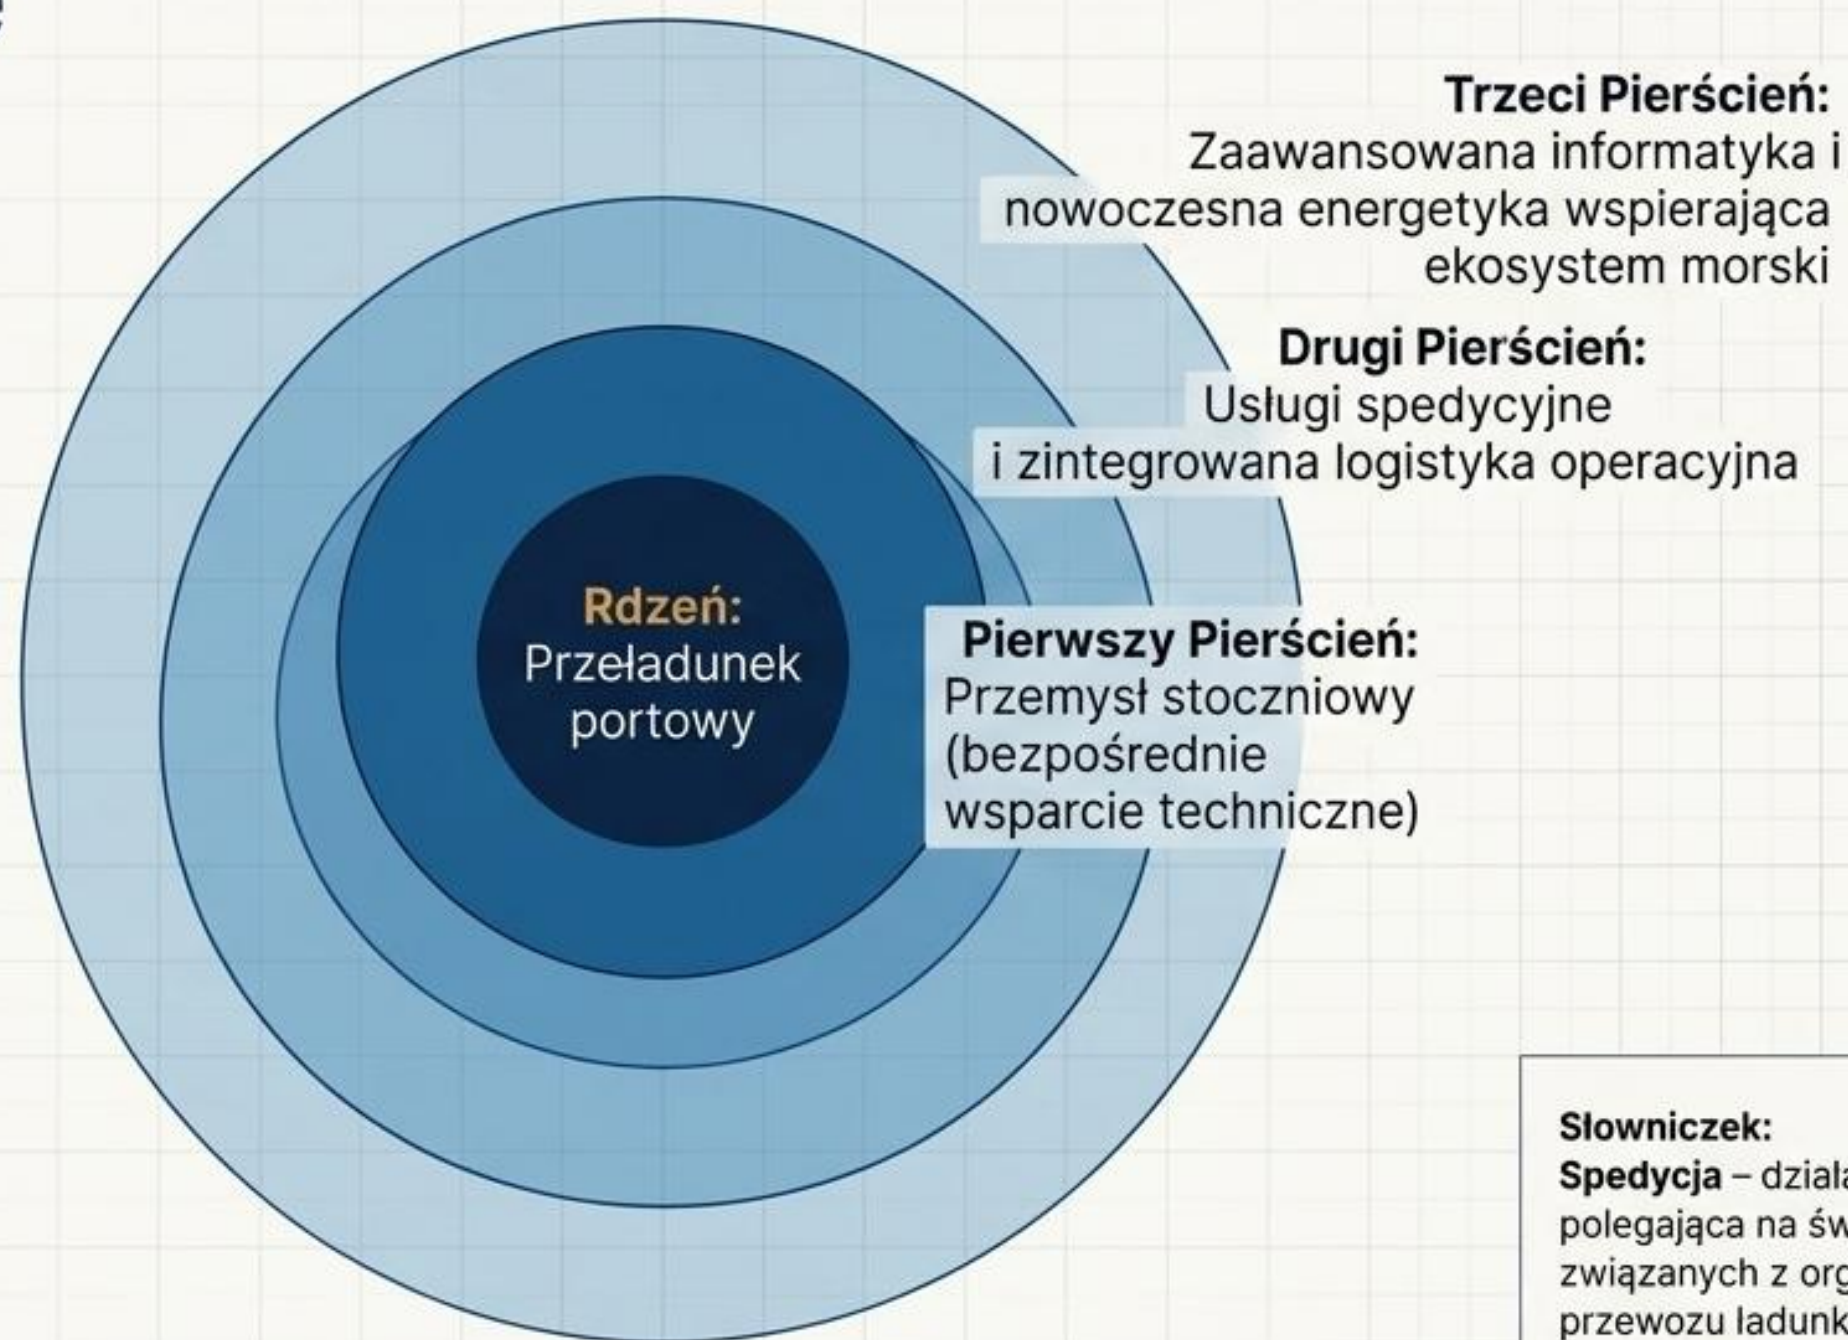 Trzeci Pierścień:
Zaawansowana informatyka i
nowoczesna energetyka wspierająca
ekosystem morski
Drugi Pierścień:
Usługi spedycyjne
i zintegrowana logistyka operacyjna
Rdzeń:
Przeładunek
portowy
Pierwszy Pierścień:
Przemysł stoczniowy
(bezpośrednie
wsparcie techniczne)
Słowniczek:
Spedycja –
polegająca na
związanych z
przewozu